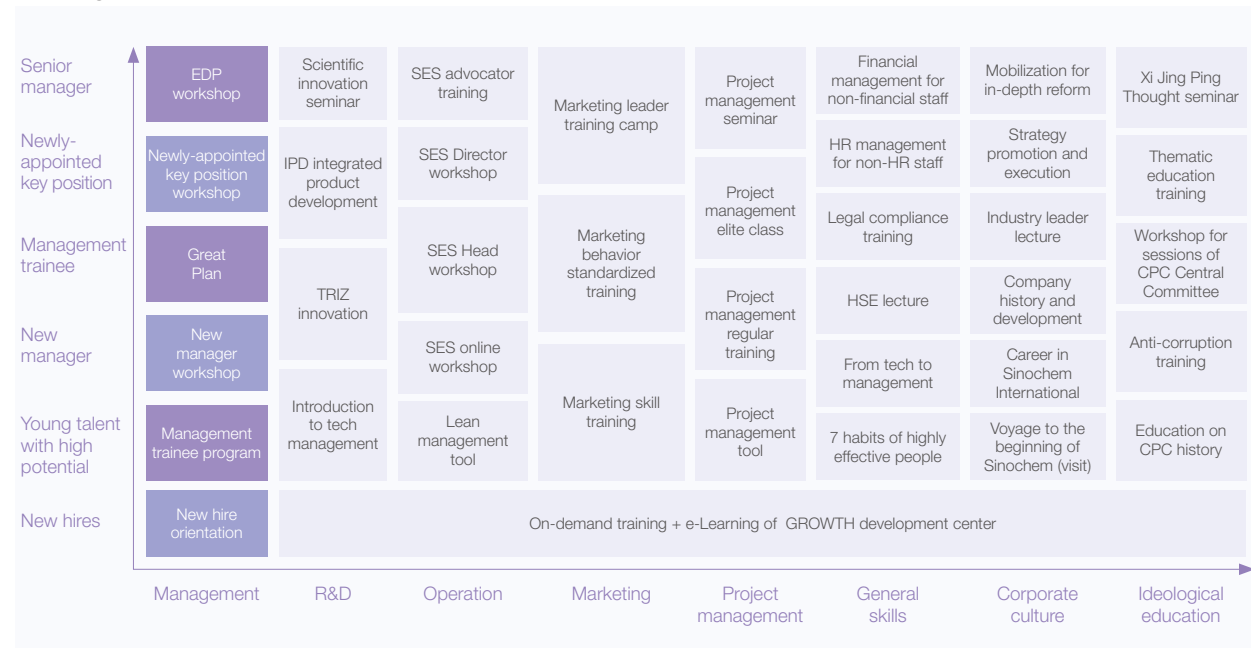 Senior
manager
Newly-
appointed
key position
Management
trainee
New
manager
Young talent
with high
potential
New hires
EDP
workshop
Newly-appointed
key position
workshop
Great
Plan
New
manager
workshop
Management
trainee program
New hire
orientation
Scientific
innovation
seminar
IPD integrated
product
development
TRIZ
innovation
Introduction
to tech
management
SES advocator
training
SES Director
workshop
SES Head
workshop
SES online
workshop
Lean
management
tool
Marketing leader
training camp
Marketing
behavior
standardized
training
Marketing skill
training
Project
management
seminar
Project
management
elite class
Project
management
regular
training
Project
management
tool
Financial
management for
non-financial staff
HR management
for non-HR staff
Legal compliance
training
HSE lecture
From tech to
management
7 habits of highly
effective people
Mobilization for
in-depth reform
Strategy
promotion and
execution
Industry leader
lecture
Company
history and
development
Career in
Sinochem
International
Voyage to the
beginning of
Sinochem (visit)
Xi Jing Ping
Thought seminar
Thematic
education
training
Workshop for
sessions of
CPC Central
Committee
Anti-corruption
training
Education on
CPC history
On-demand training + e-Learning of GROWTH development center
Management
R&D
Operation
Marketing
Project
management
General
skills
Corporate
culture
Ideological
education